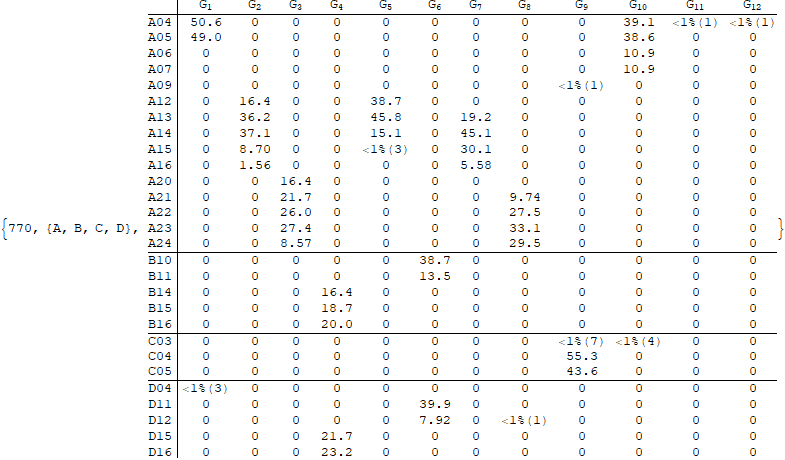 G₁ G₂ G₃ G₄ G₅ G₆ G₇ G₈ G₉ G₁₀ G₁₁ G₁₂
A04 50.6 0 0 0 0 0 0 0 0 39.1 <1%(1) <1%(1)
A05 49.0 0 0 0 0 0 0 0 0 38.6 0 0
A06 0 0 0 0 0 0 0 0 0 10.9 0 0
A07 0 0 0 0 0 0 0 0 0 10.9 0 0
A09 0 0 0 0 0 0 0 0 <1%(1) 0 0 0
A12 0 16.4 0 0 38.7 0 0 0 0 0 0 0
A13 0 36.2 0 0 45.8 0 19.2 0 0 0 0 0
A14 0 37.1 0 0 15.1 0 45.1 0 0 0 0 0
A15 0 8.70 0 0 <1%(3) 0 30.1 0 0 0 0 0
A16 0 1.56 0 0 0 0 5.58 0 0 0 0 0
A20 0 0 16.4 0 0 0 0 0 0 0 0 0
A21 0 0 21.7 0 0 0 0 9.74 0 0 0 0
A22 0 0 26.0 0 0 0 0 27.5 0 0 0 0
{770, {A, B, C, D}, A23 0 0 27.4 0 0 0 0 33.1 0 0 0 0 }
A24 0 0 8.57 0 0 0 0 29.5 0 0 0 0
B10 0 0 0 0 0 38.7 0 0 0 0 0 0
B11 0 0 0 0 0 13.5 0 0 0 0 0 0
B14 0 0 0 16.4 0 0 0 0 0 0 0 0
B15 0 0 0 18.7 0 0 0 0 0 0 0 0
B16 0 0 0 20.0 0 0 0 0 0 0 0 0
C03 0 0 0 0 0 0 0 0 <1%(7) <1%(4) 0 0
C04 0 0 0 0 0 0 0 0 55.3 0 0 0
C05 0 0 0 0 0 0 0 0 43.6 0 0 0
D04 <1%(3) 0 0 0 0 0 0 0 0 0 0 0
D11 0 0 0 0 0 39.9 0 0 0 0 0 0
D12 0 0 0 0 0 7.92 0 <1%(1) 0 0 0 0
D15 0 0 0 21.7 0 0 0 0 0 0 0 0
D16 0 0 0 23.2 0 0 0 0 0 0 0 0